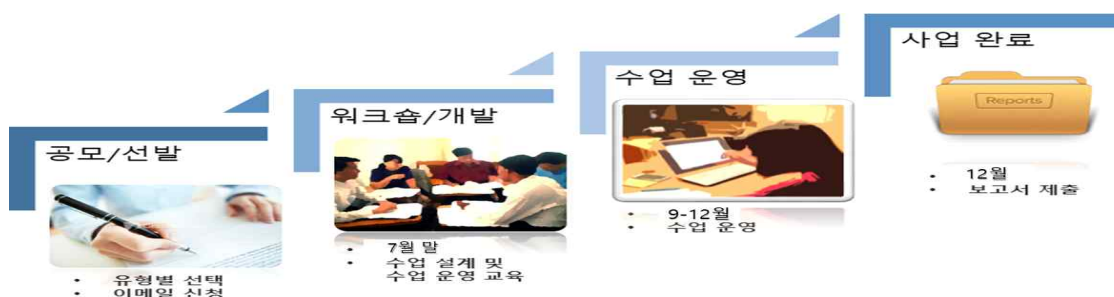 공모/선발
• 유형별 선택
• 이메일 신청
워크숍/개발
• 7월 말
• 수업 설계 및
수업 운영 교육
수업 운영
• 9-12월
• 수업 운영
사업 완료
Reports
• 12월
• 보고서 제출